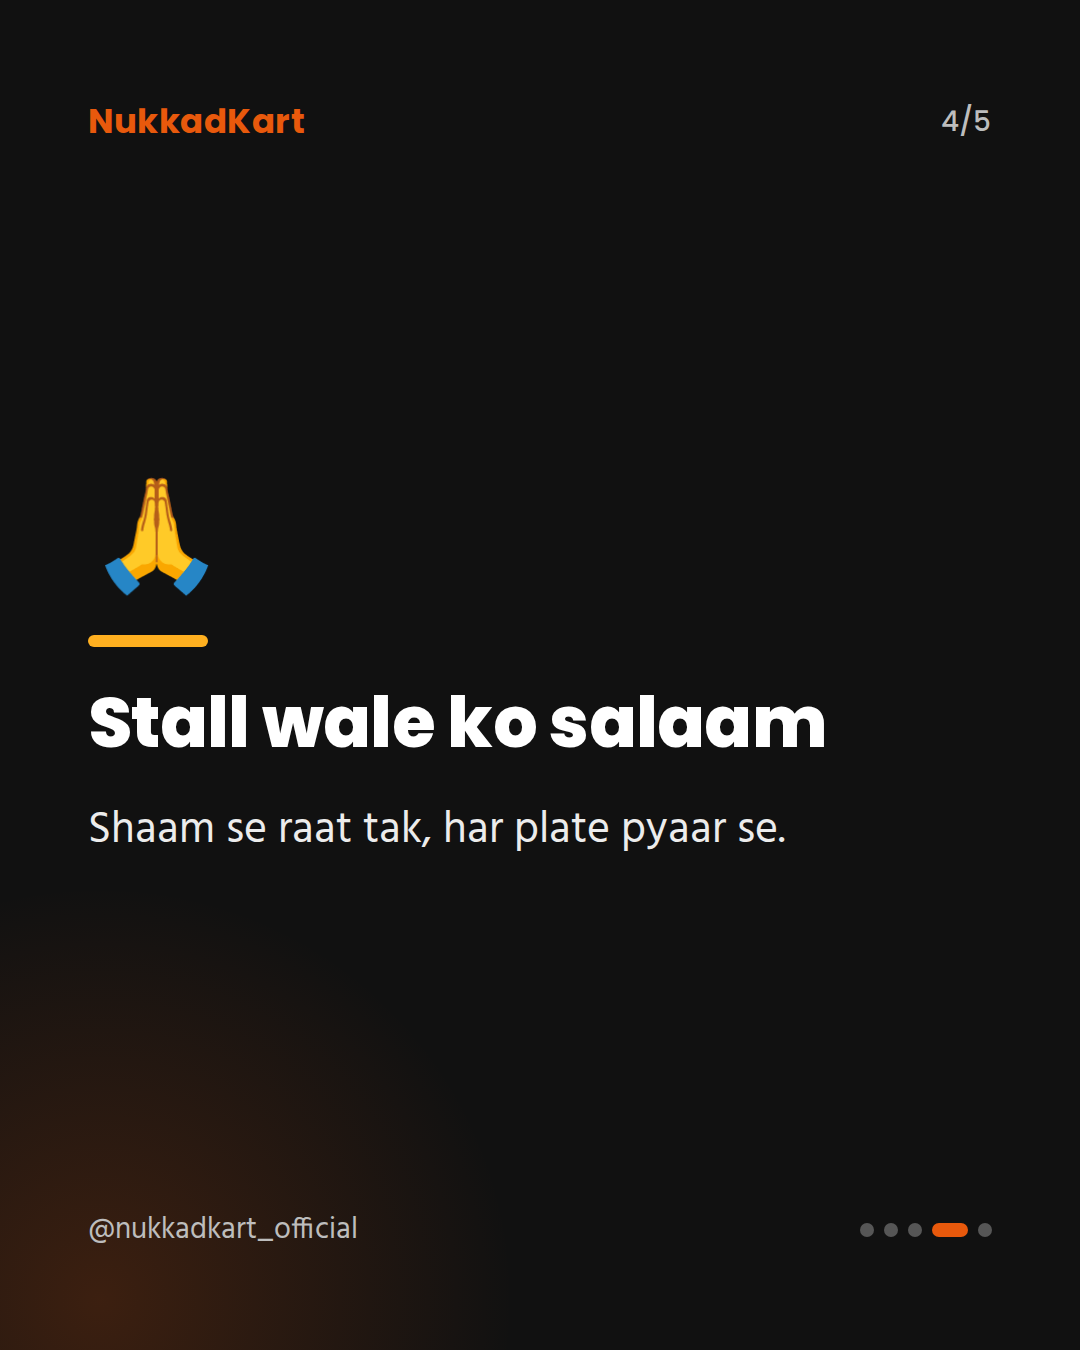 NukkadKart
4/5
Stall wale ko salaam
Shaam se raat tak, har plate pyaar se.
@nukkadkart_official